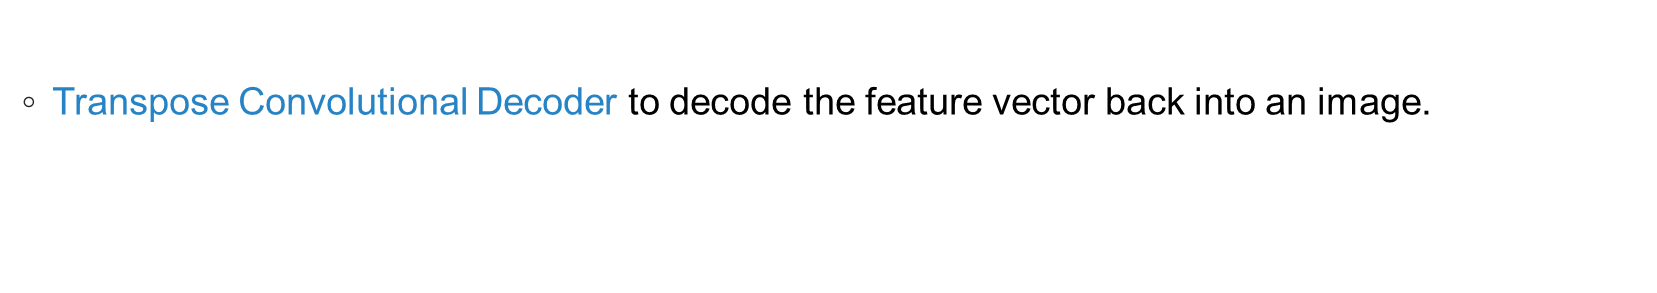 ◦ Transpose Convolutional Decoder to decode the feature vector back into an image.